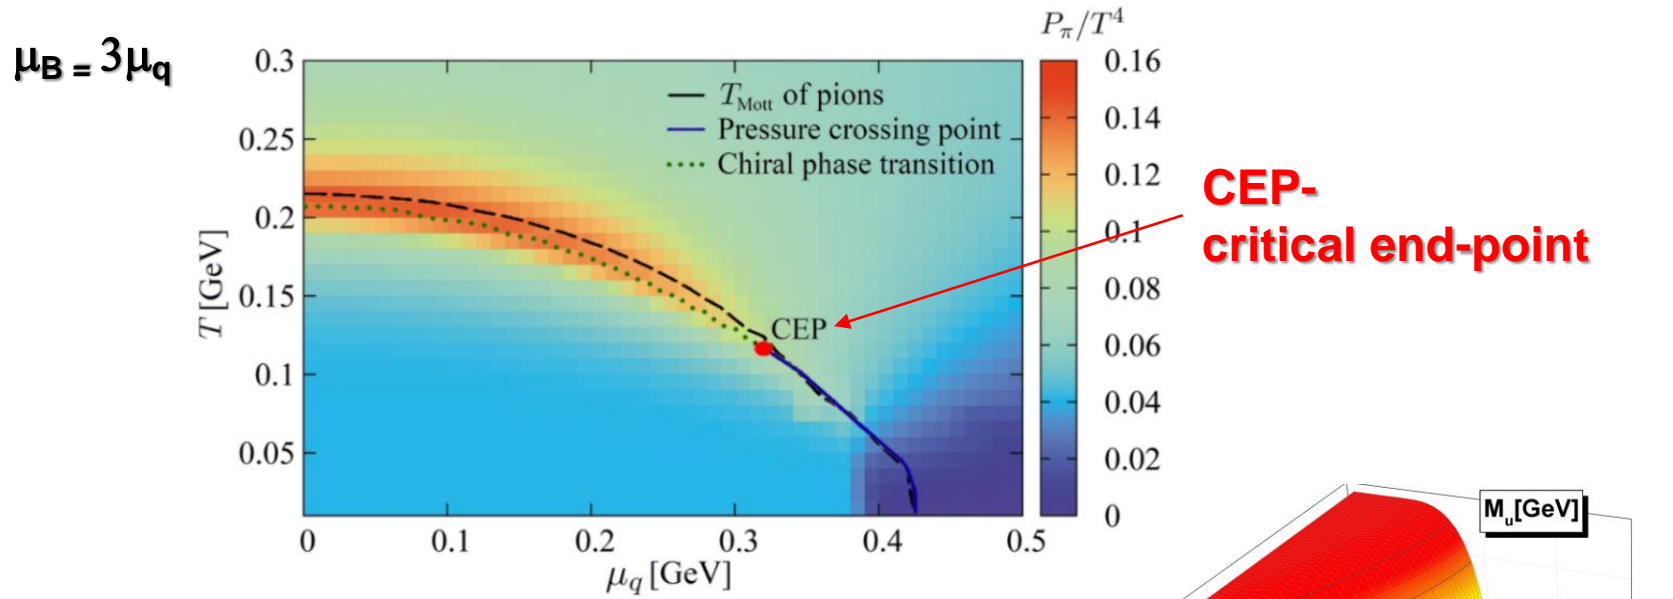 μB = 3μq
Pπ/T⁴
0.3
0.25
0.2
0.15
0.1
0.05
T [GeV]
TMott of pions
Pressure crossing point
Chiral phase transition
CEP
0
0.1
0.2
0.3
0.4
0.5
μq [GeV]
0.16
0.14
0.12
0.1
0.08
0.06
0.04
0.02
0
CEP-
critical end-point
Mu[GeV]